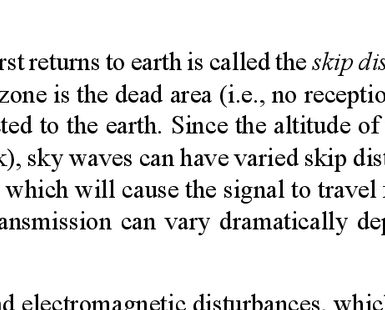 rst returns to earth is called the skip dis
zone is the dead area (i.e., no receptio
ted to the earth. Since the altitude of
k), sky waves can have varied skip dist
which will cause the signal to travel
ansmission can vary dramatically dep
nd electromagnetic disturbances, which